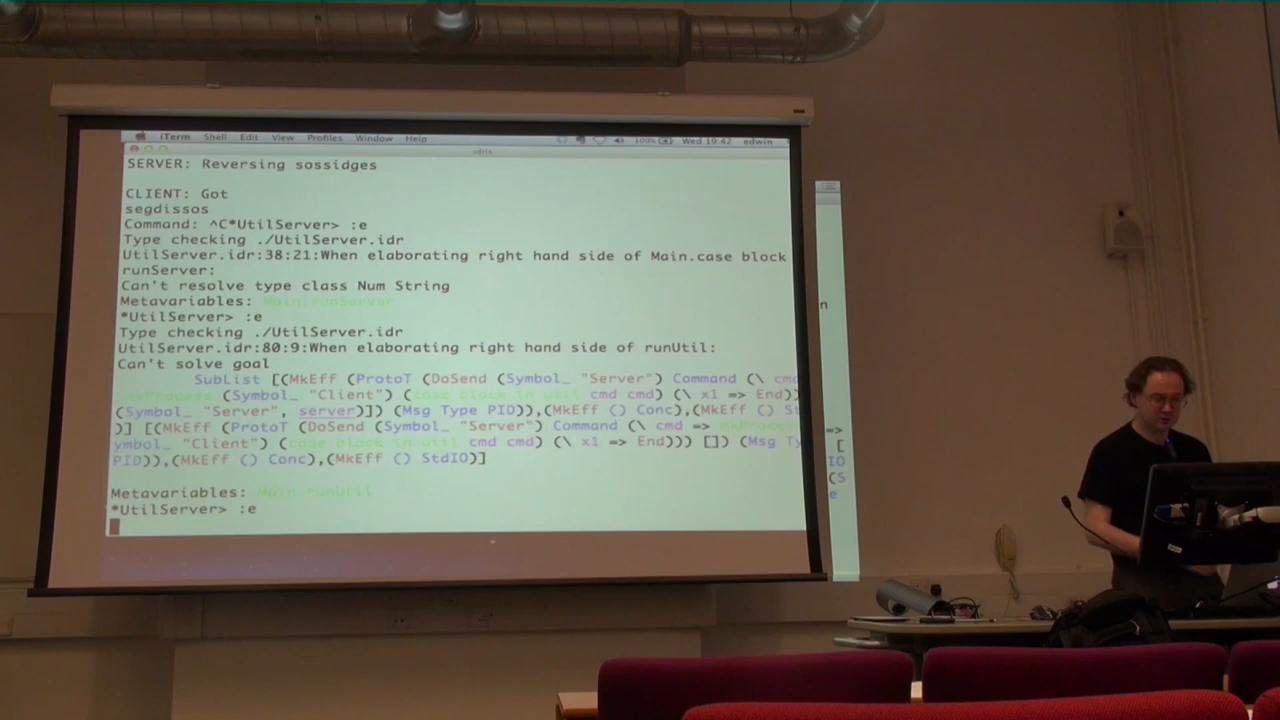 iTerm Shell Edit View Profiles Window Help 100% Wed 19:42 edwin
idris
SERVER: Reversing sossidges
CLIENT: Got
segdissos
Command: ^C*UtilServer> :e
Type checking ./UtilServer.idr
UtilServer.idr:38:21:When elaborating right hand side of Main.case block
runServer:
Can't resolve type class Num String
Metavariables: Main.runServer
*UtilServer> :e
Type checking ./UtilServer.idr
UtilServer.idr:80:9:When elaborating right hand side of runUtil:
Can't solve goal
SubList [(MkEff (ProtoT (DoSend (Symbol_ "Server") Command (\ cmd
(Symbol_ "Client") (case block in util cmd cmd) (\ x1 => End))
(Symbol_ "Server", server)]) (Msg Type PID)),(MkEff () Conc),(MkEff () St
)] [(MkEff (ProtoT (DoSend (Symbol_ "Server") Command (\ cmd => mkProcess
ymbol_ "Client") (case block in util cmd cmd) (\ x1 => End))) []) (Msg Ty
PID)),(MkEff () Conc),(MkEff () StdIO)]
Metavariables: Main.runUtil
*UtilServer> :e
n
=>
[
IO
(S
e